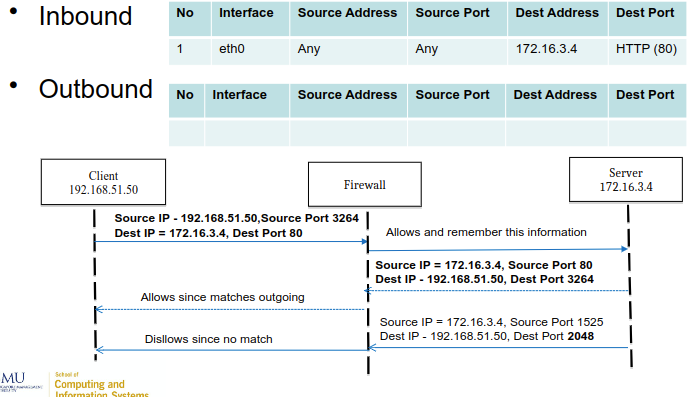 • Inbound
No Interface Source Address Source Port Dest Address Dest Port
1 eth0 Any Any 172.16.3.4 HTTP (80)
• Outbound
No Interface Source Address Source Port Dest Address Dest Port
Client
192.168.51.50
Firewall
Server
172.16.3.4
Source IP - 192.168.51.50,Source Port 3264
Dest IP = 172.16.3.4, Dest Port 80
Allows and remember this information
Source IP = 172.16.3.4, Source Port 80
Dest IP - 192.168.51.50, Dest Port 3264
Allows since matches outgoing
Source IP = 172.16.3.4, Source Port 1525
Dest IP - 192.168.51.50, Dest Port 2048
Disllows since no match
MU
School of
Computing and
Information Systems